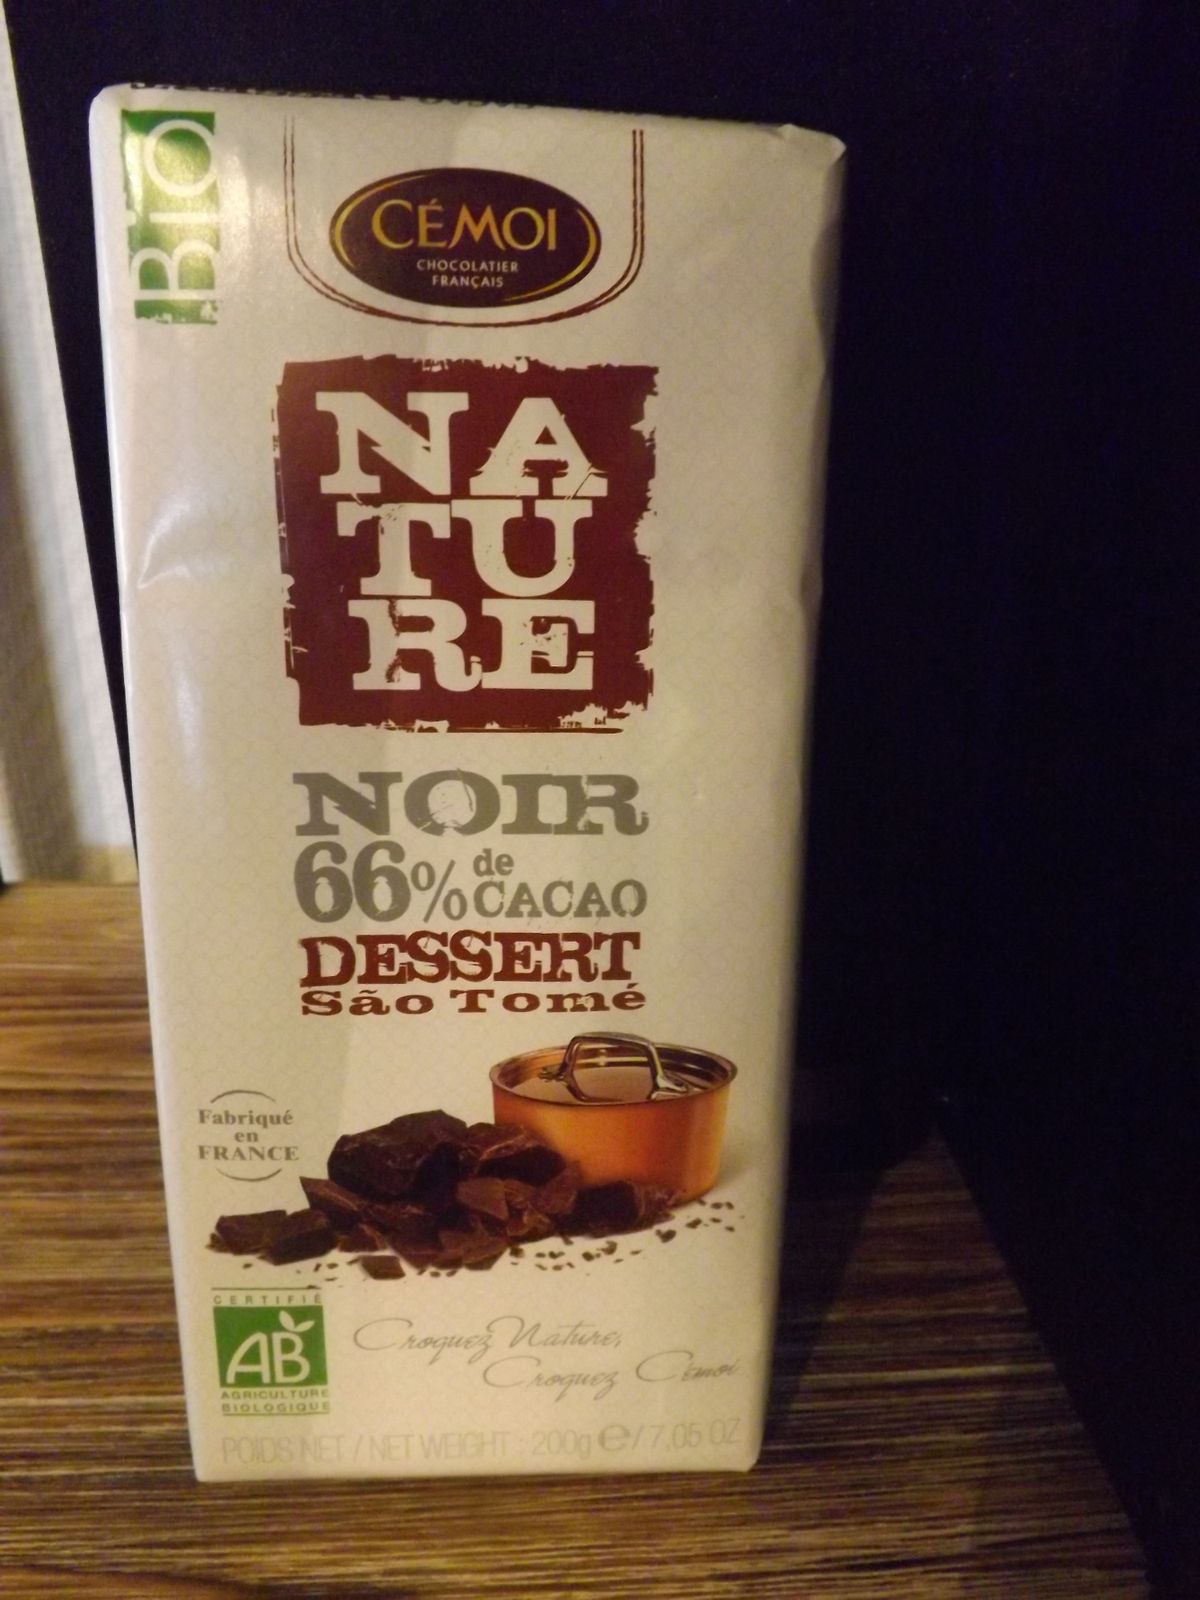 BiO
CÉMOI
CHOCOLATIER
FRANÇAIS
NA
TU
RE
NOIR
66% de CACAO
DESSERT
São Tomé
Fabriqué
en
FRANCE
CERTIFIÉ
AB
AGRICULTURE
BIOLOGIQUE
Croquez Nature,
Croquez Cémoi
POIDS NET / NET WEIGHT : 200g e / 7,05 OZ